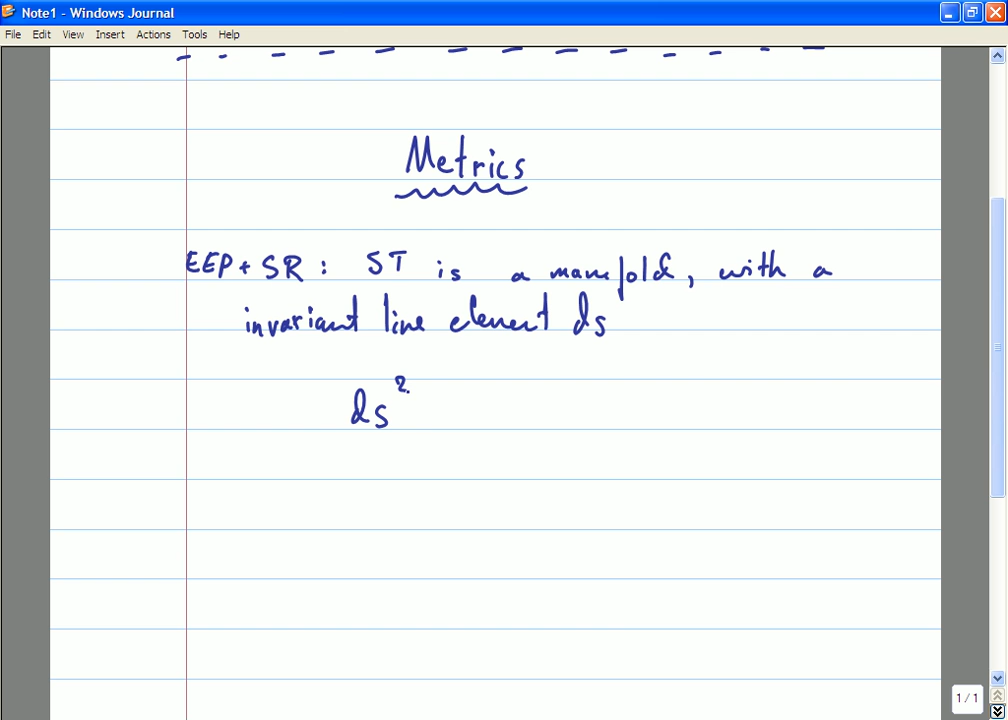 Note1 - Windows Journal
File Edit View Insert Actions Tools Help
Metrics
EEP + SR : ST is a manifold, with a
invariant line element ds
ds²
1 / 1